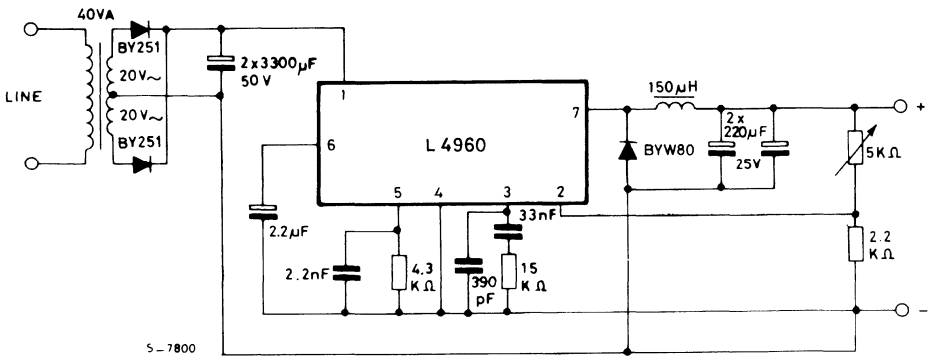 40VA
BY251
20V~
LINE
20V~
BY251
2x3300µF
50V
1
6
L4960
7
5
4
3
2
150µH
2x
220µF
25V
BYW80
5KΩ
+
2.2µF
2.2nF
4.3
KΩ
390
pF
33nF
15
KΩ
2.2
KΩ
-
S-7800